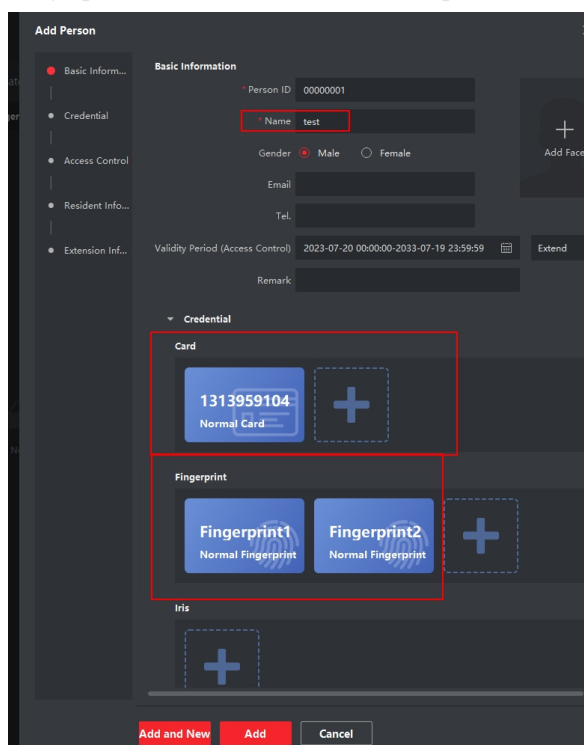 Add Person
Basic Inform...
Credential
Access Control
Resident Info...
Extension Inf...
Basic Information
* Person ID 00000001
* Name test
Gender Male Female
Email
Tel.
Validity Period (Access Control) 2023-07-20 00:00:00-2033-07-19 23:59:59 Extend
Remark
Add Face
Credential
Card
1313959104
Normal Card
Fingerprint
Fingerprint1
Normal Fingerprint
Fingerprint2
Normal Fingerprint
Iris
Add and New Add Cancel